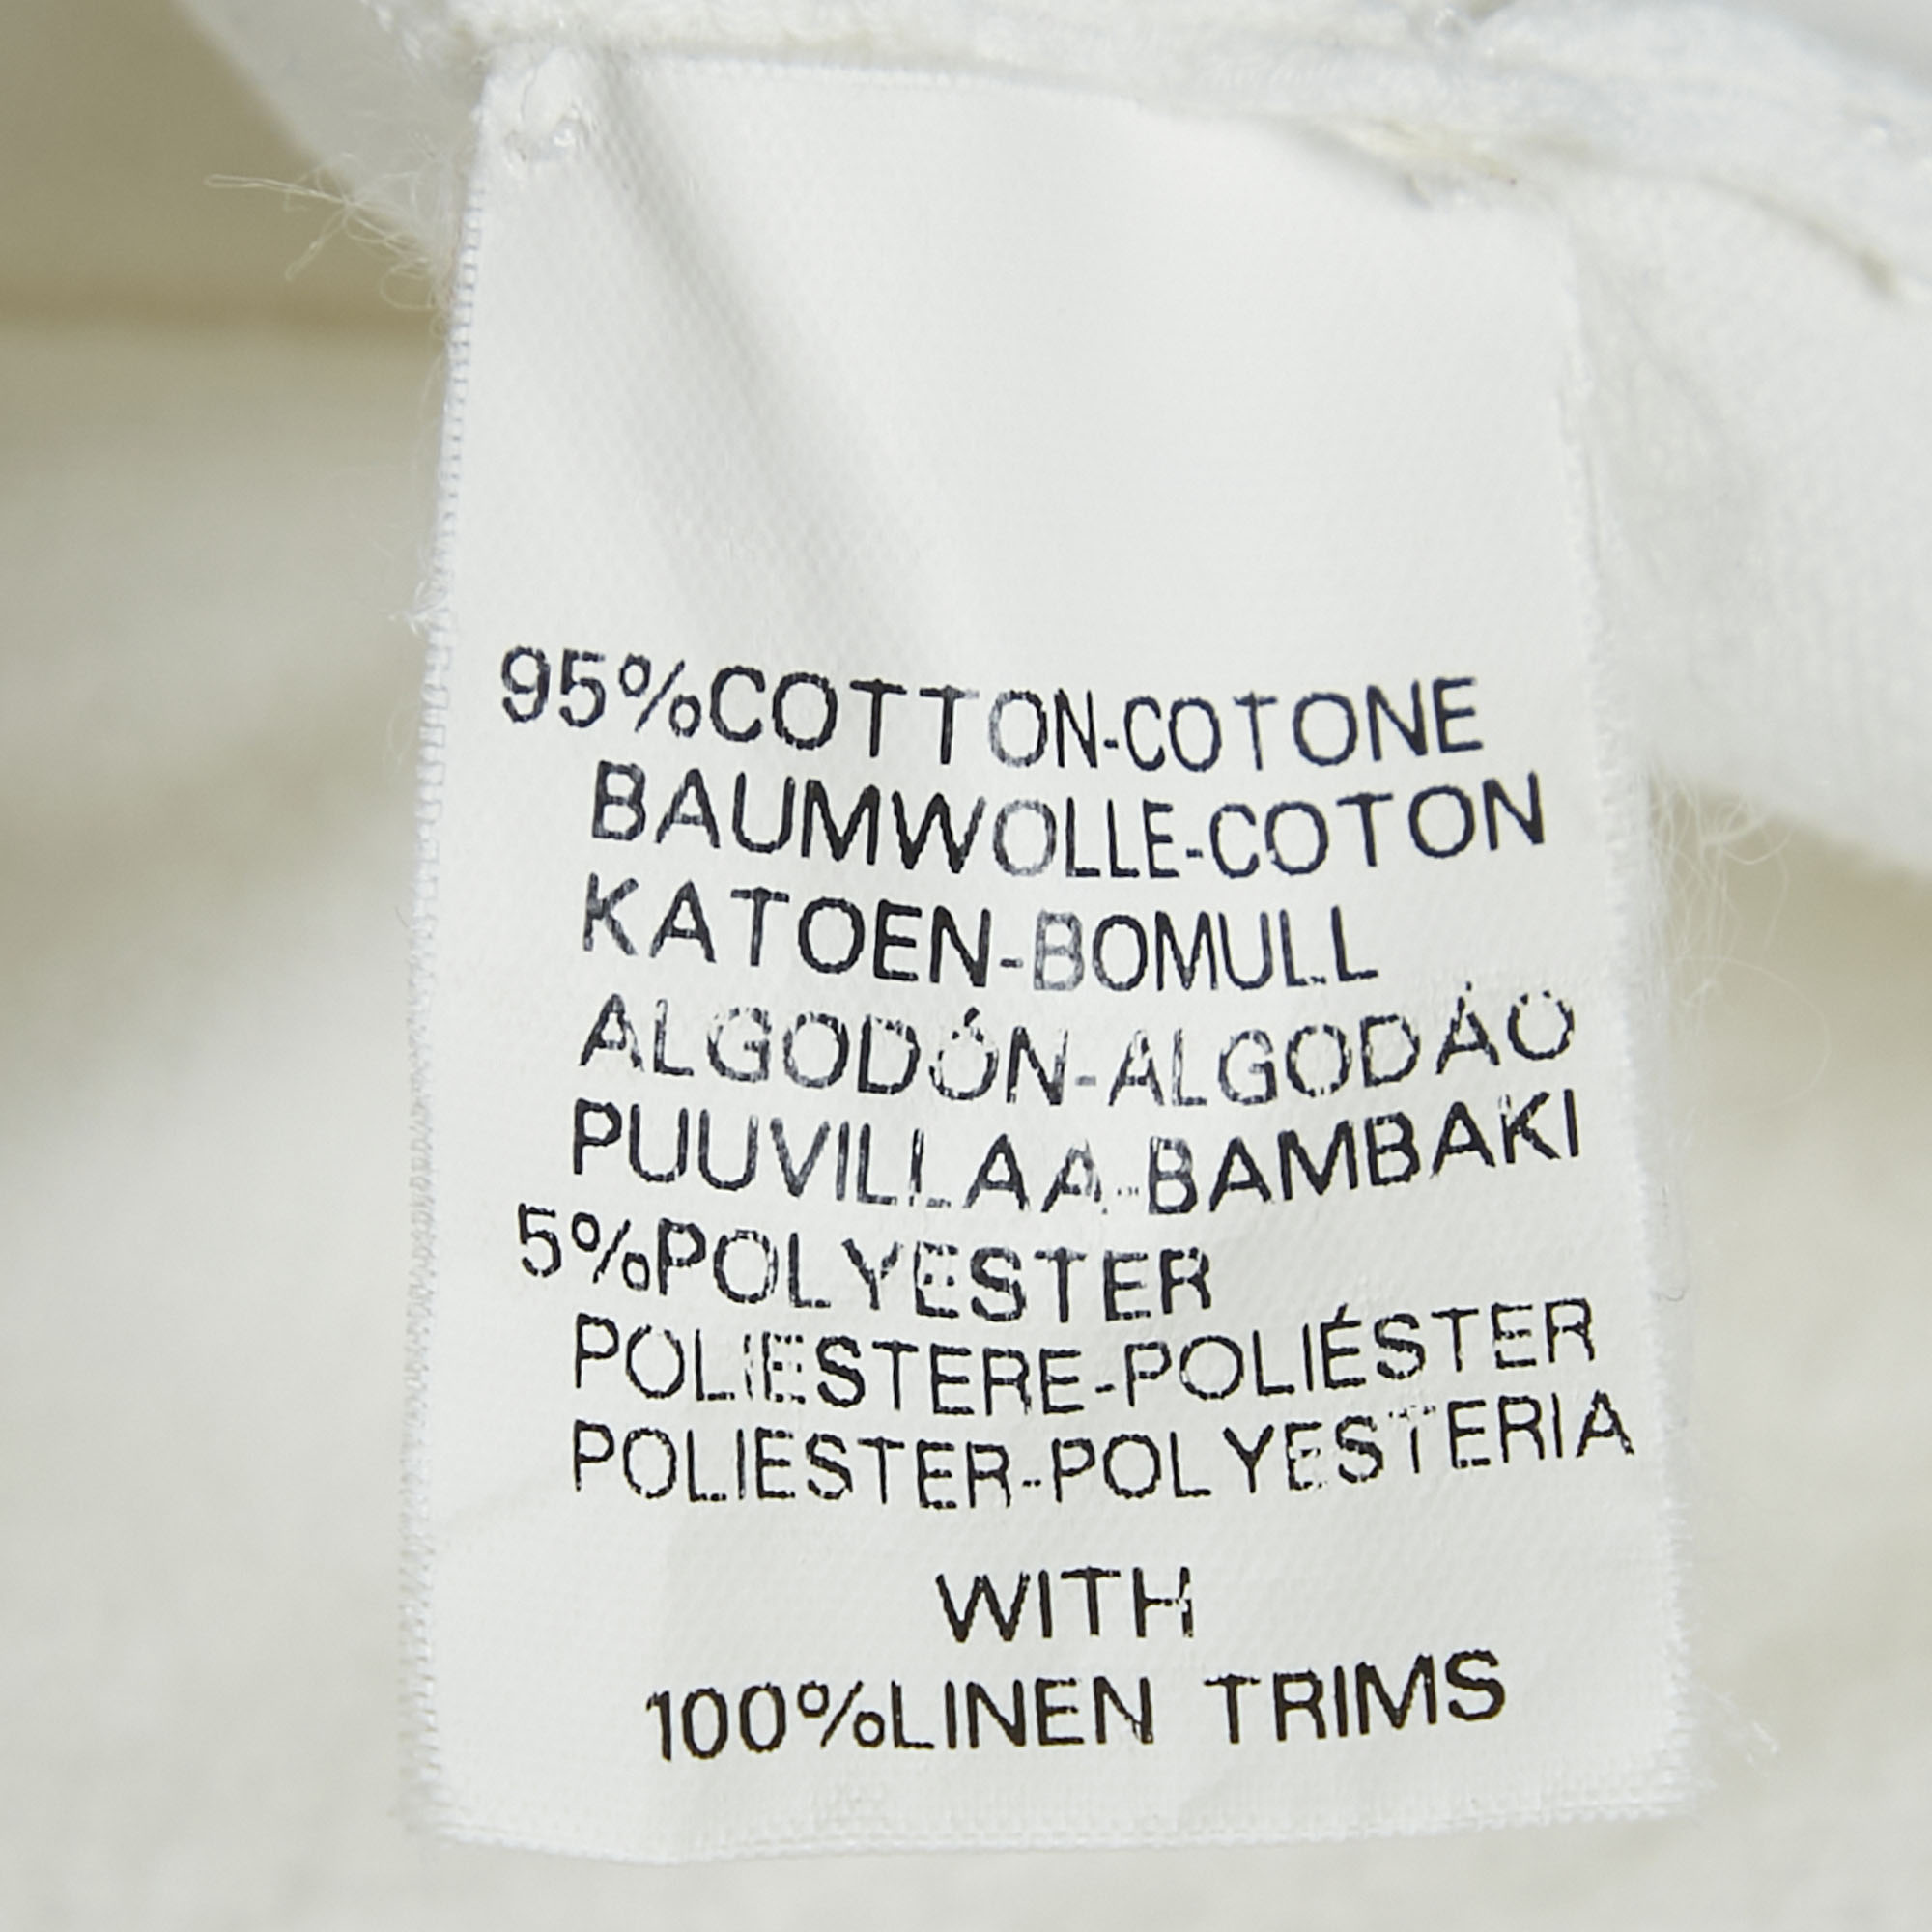 95%COTTON-COTONE
BAUMWOLLE-COTON
KATOEN-BOMULL
ALGODÓN-ALGODÁO
PUUVILLAA-BAMBAKI
5%POLYESTER
POLIESTERE-POLIÉSTER
POLIESTER-POLYESTERIA
WITH
100%LINEN TRIMS